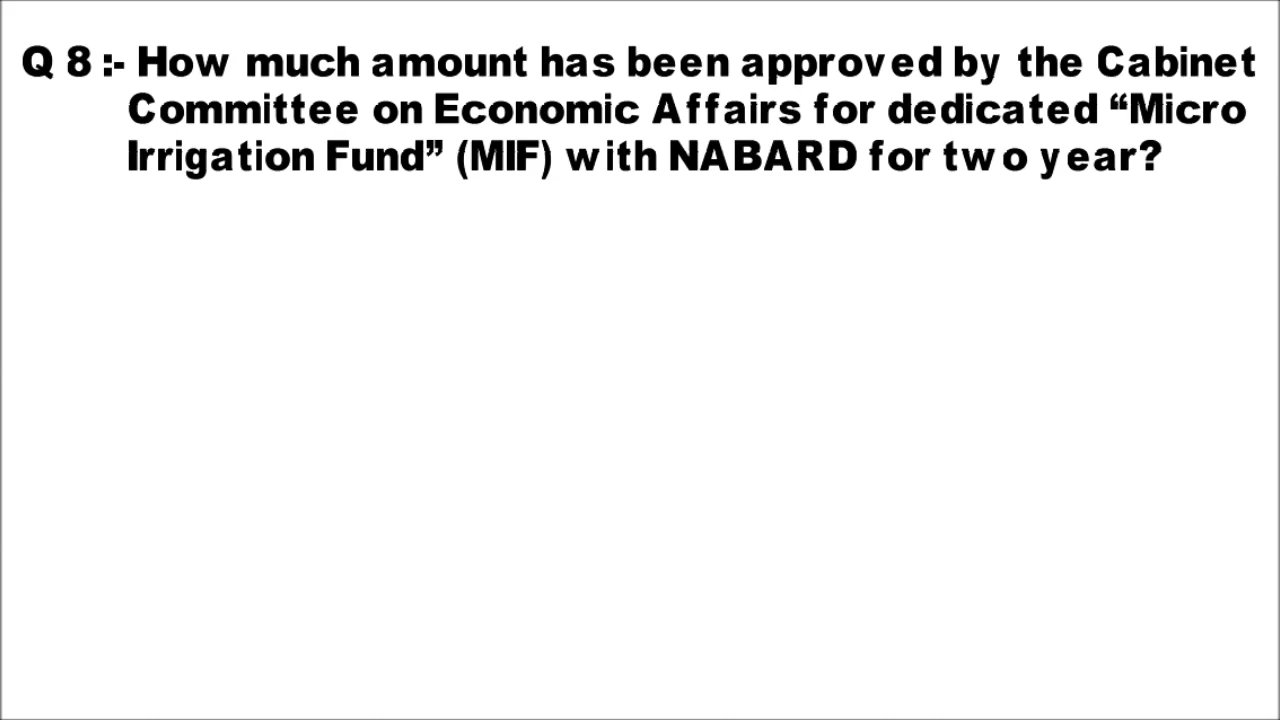 Q 8 :- How much amount has been approved by the Cabinet
Committee on Economic Affairs for dedicated “Micro
Irrigation Fund” (MIF) with NABARD for two year?